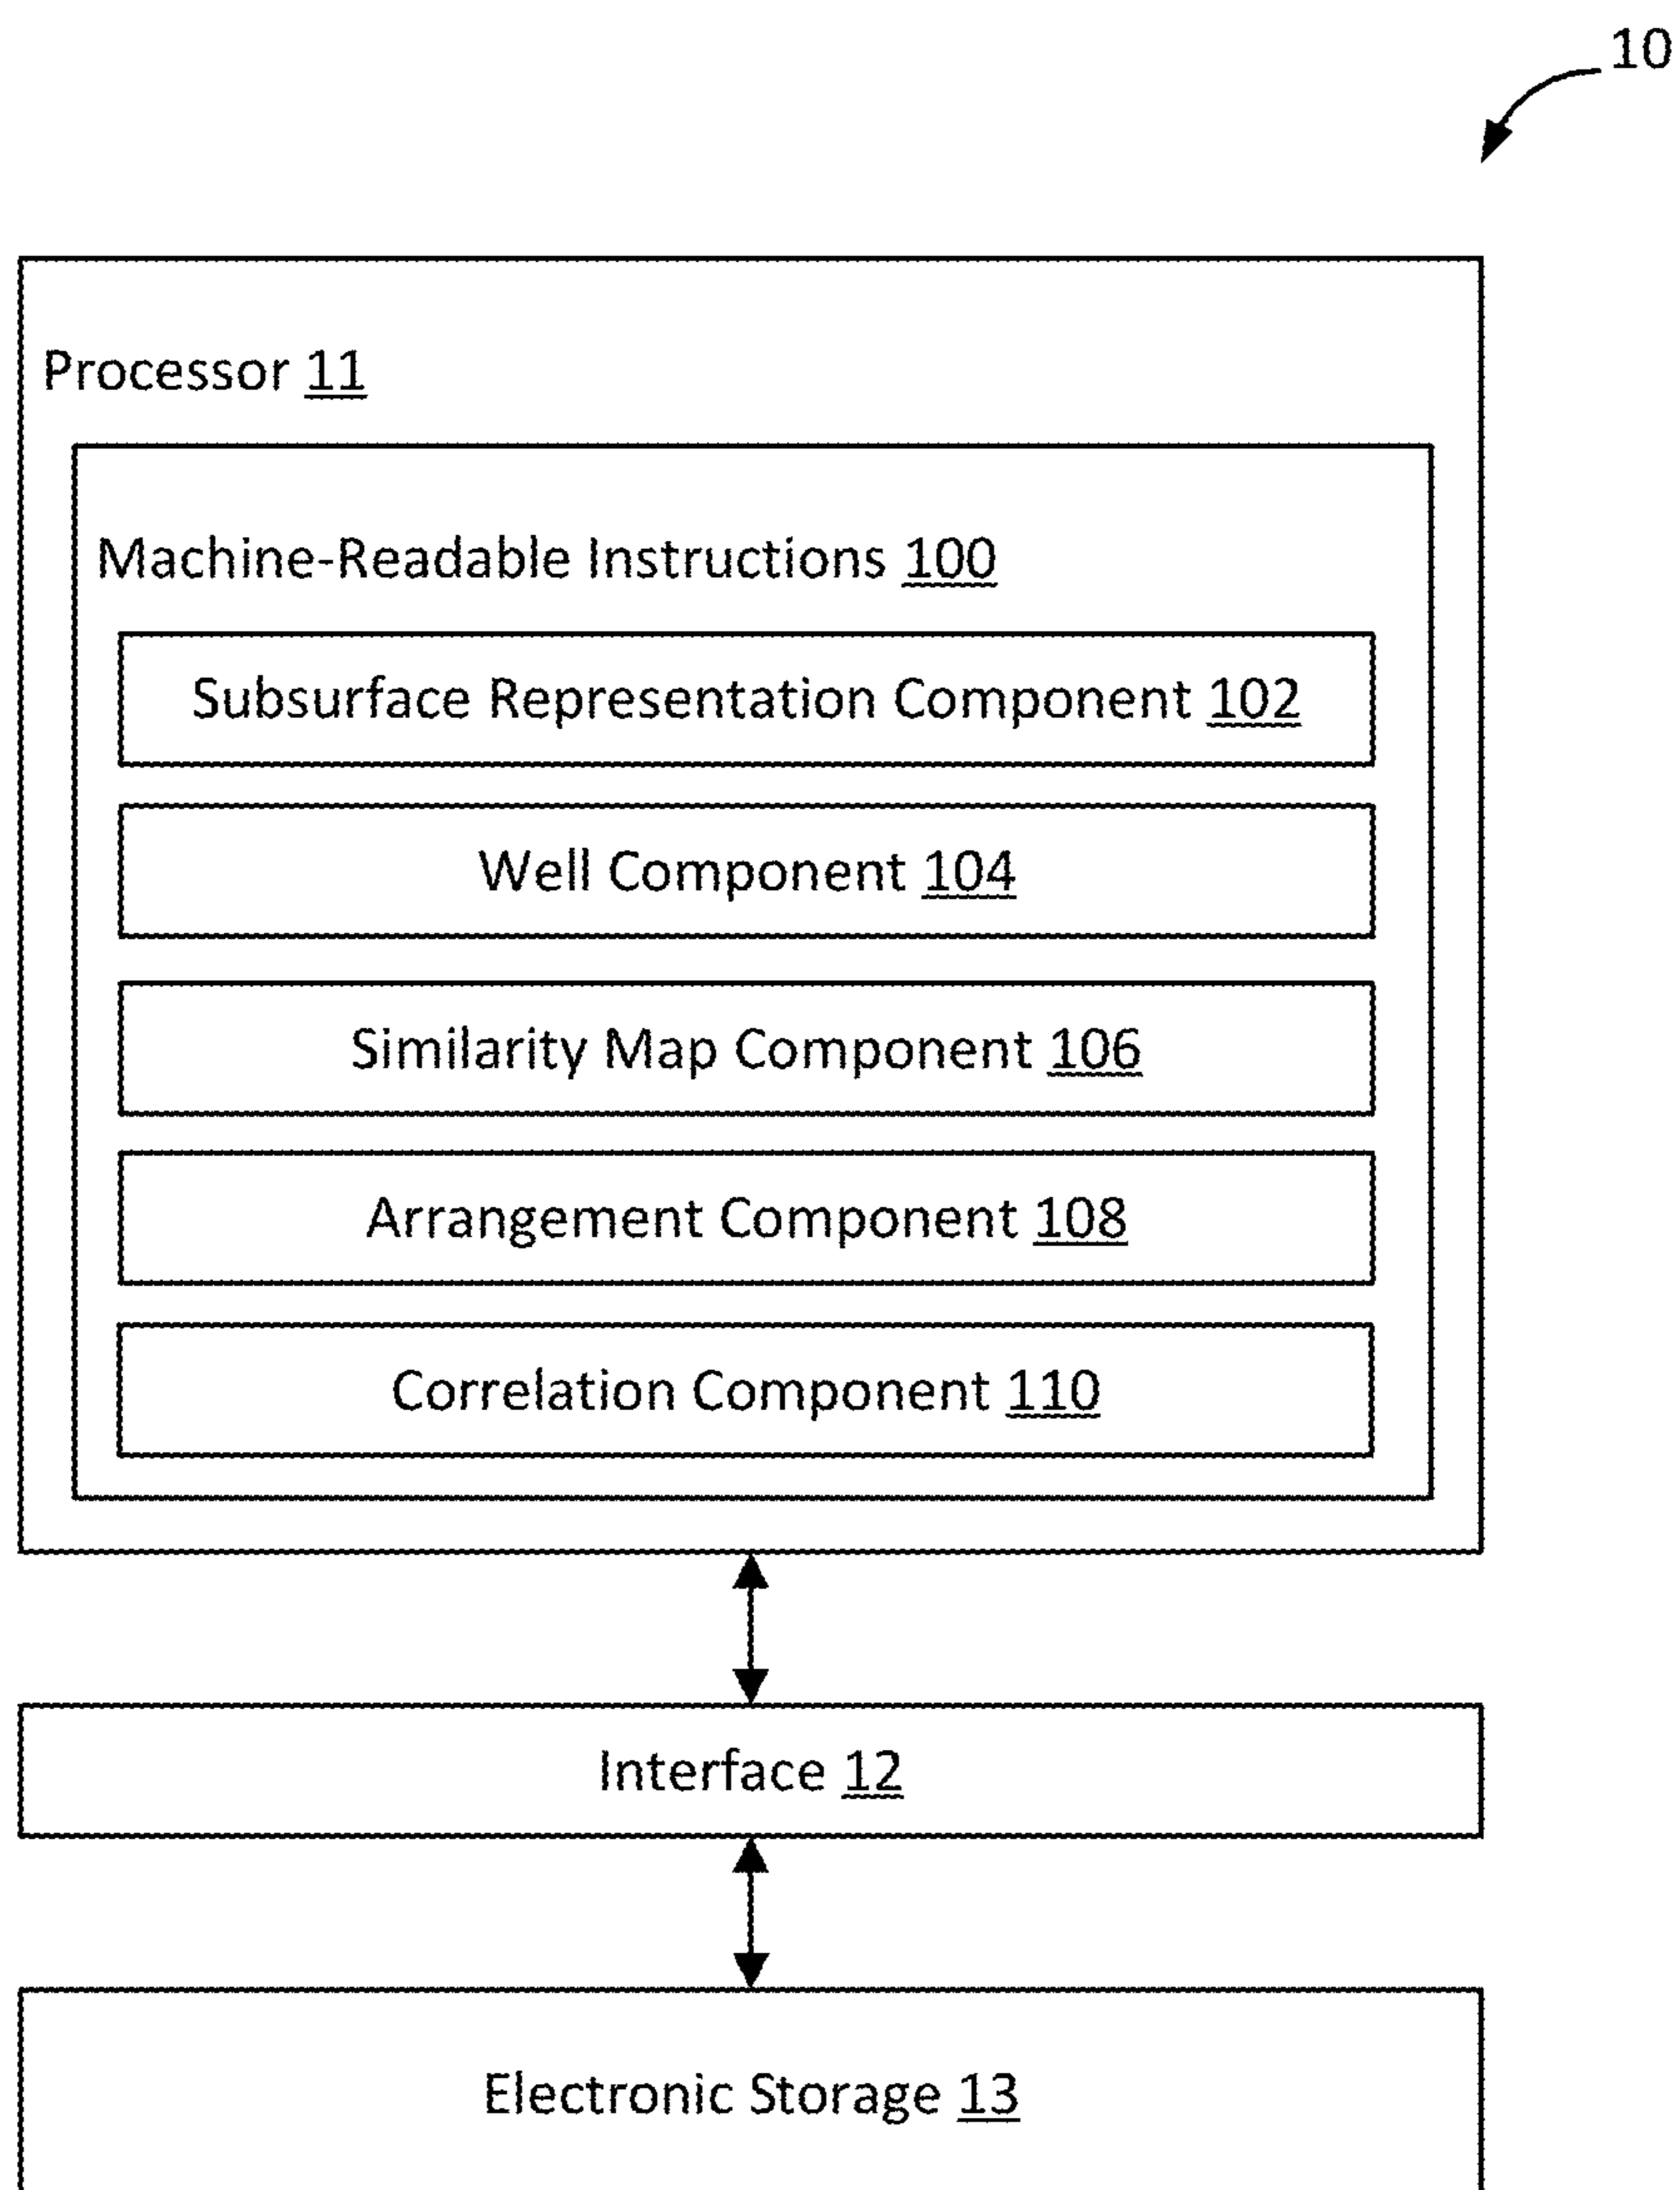 10
Processor 11
Machine-Readable Instructions 100
Subsurface Representation Component 102
Well Component 104
Similarity Map Component 106
Arrangement Component 108
Correlation Component 110
Interface 12
Electronic Storage 13